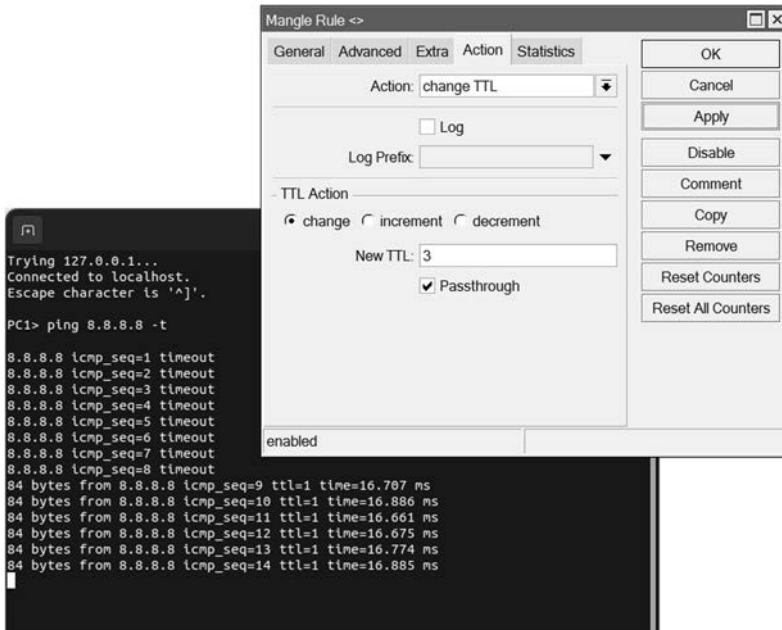 Mangle Rule <>
General Advanced Extra Action Statistics
Action: change TTL
Log
Log Prefix:
TTL Action
change increment decrement
New TTL: 3
Passthrough
enabled
OK
Cancel
Apply
Disable
Comment
Copy
Remove
Reset Counters
Reset All Counters
Trying 127.0.0.1...
Connected to localhost.
Escape character is '^]'.
PC1> ping 8.8.8.8 -t
8.8.8.8 icmp_seq=1 timeout
8.8.8.8 icmp_seq=2 timeout
8.8.8.8 icmp_seq=3 timeout
8.8.8.8 icmp_seq=4 timeout
8.8.8.8 icmp_seq=5 timeout
8.8.8.8 icmp_seq=6 timeout
8.8.8.8 icmp_seq=7 timeout
8.8.8.8 icmp_seq=8 timeout
84 bytes from 8.8.8.8 icmp_seq=9 ttl=1 time=16.707 ms
84 bytes from 8.8.8.8 icmp_seq=10 ttl=1 time=16.886 ms
84 bytes from 8.8.8.8 icmp_seq=11 ttl=1 time=16.661 ms
84 bytes from 8.8.8.8 icmp_seq=12 ttl=1 time=16.675 ms
84 bytes from 8.8.8.8 icmp_seq=13 ttl=1 time=16.774 ms
84 bytes from 8.8.8.8 icmp_seq=14 ttl=1 time=16.885 ms